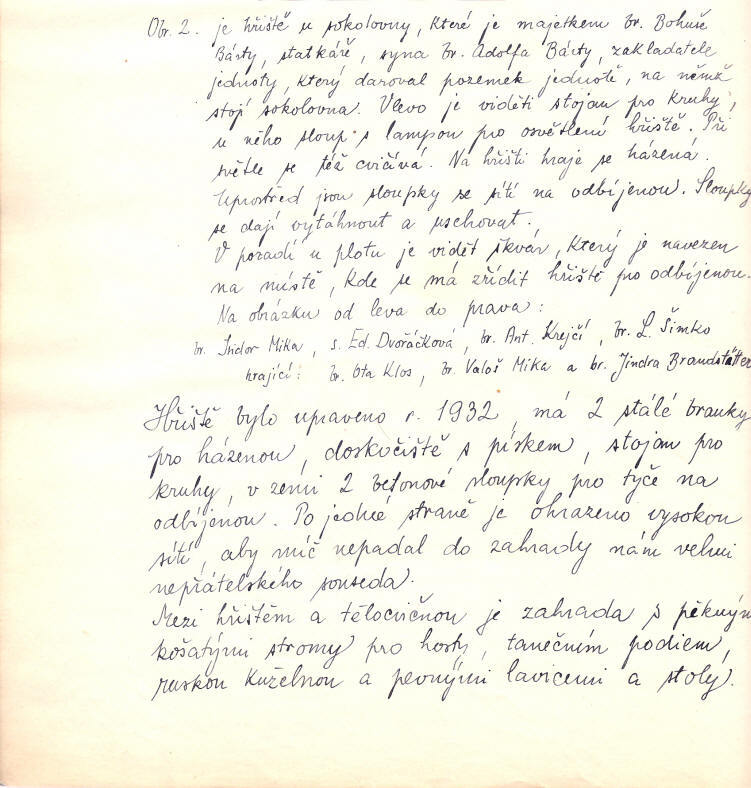 Obr. 2. je hřiště u sokolovny, které je majetkem br. Bohuše
Bárty, statkáře, syna br. Adolfa Bárty, zakladatele
jednoty, který daroval pozemek jednotě, na němž
stojí sokolovna. Vlevo je viděti stojan pro kruhy,
u něho sloup s lampou pro osvětlení hřiště. Při
světle se též cvičívá. Na hřišti hraje se házená.
Uprostřed jsou sloupky se sítí na odbíjenou. Sloupky
se dají vytáhnout a uschovat.
V pozadí u plotu je vidět škvár, který je navezen
na místě, kde se má zřídit hřiště pro odbíjenou.
Na obrázku od leva do prava:
br. Isidor Mika, s. Ed. Dvořáčková, br. Ant. Krejčí, br. L. Šimko
hrající: br. Ota Klos, br. Valoš Mika a br. Jindra Brandstätter
Hřiště bylo upraveno r. 1932, má 2 stálé branky
pro házenou, doskočiště s pískem, stojan pro
kruhy, v zemi 2 betonové sloupky pro tyče na
odbíjenou. Po jedné straně je ohrazeno vysokou
sítí, aby míč nepadal do zahrady nám velmi
nepřátelského souseda.
Mezi hřištěm a tělocvičnou je zahrada s pěkným
košatými stromy pro hosty, tanečním podiem,
ruskou kuželnou a pevnými lavicemi a stoly.